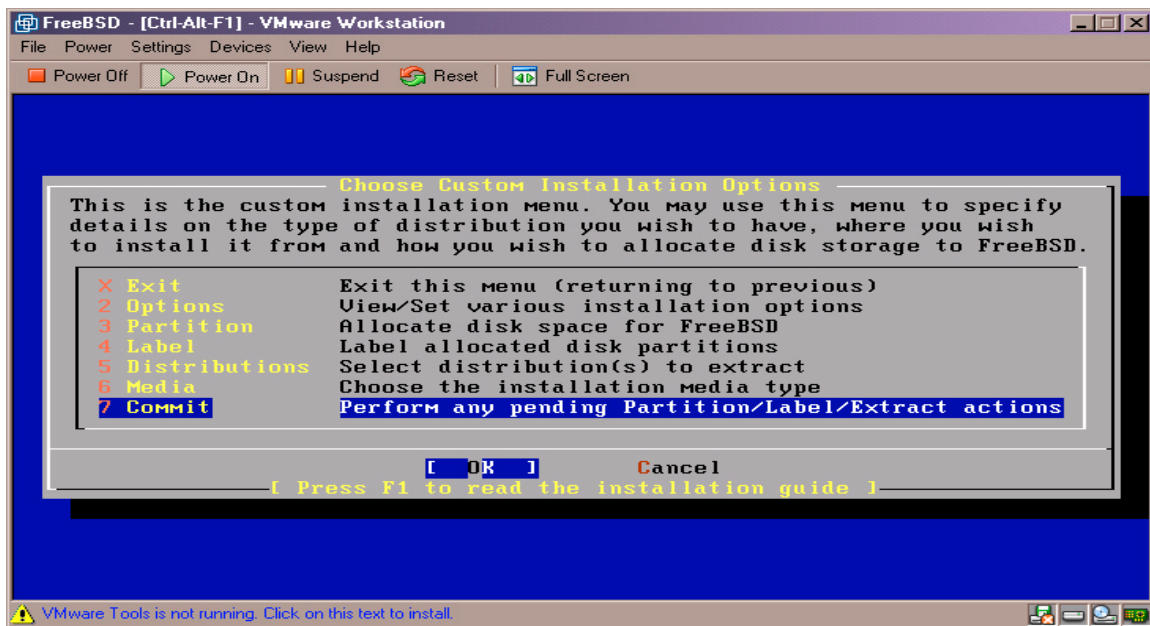 FreeBSD - [Ctrl-Alt-F1] - VMware Workstation
File Power Settings Devices View Help
Power Off Power On Suspend Reset Full Screen
Choose Custom Installation Options
This is the custom installation menu. You may use this menu to specify
details on the type of distribution you wish to have, where you wish
to install it from and how you wish to allocate disk storage to FreeBSD.
X Exit Exit this menu (returning to previous)
2 Options View/Set various installation options
3 Partition Allocate disk space for FreeBSD
4 Label Label allocated disk partitions
5 Distributions Select distribution(s) to extract
6 Media Choose the installation media type
7 Commit Perform any pending Partition/Label/Extract actions
[ OK ] Cancel
[ Press F1 to read the installation guide ]
VMware Tools is not running. Click on this text to install.